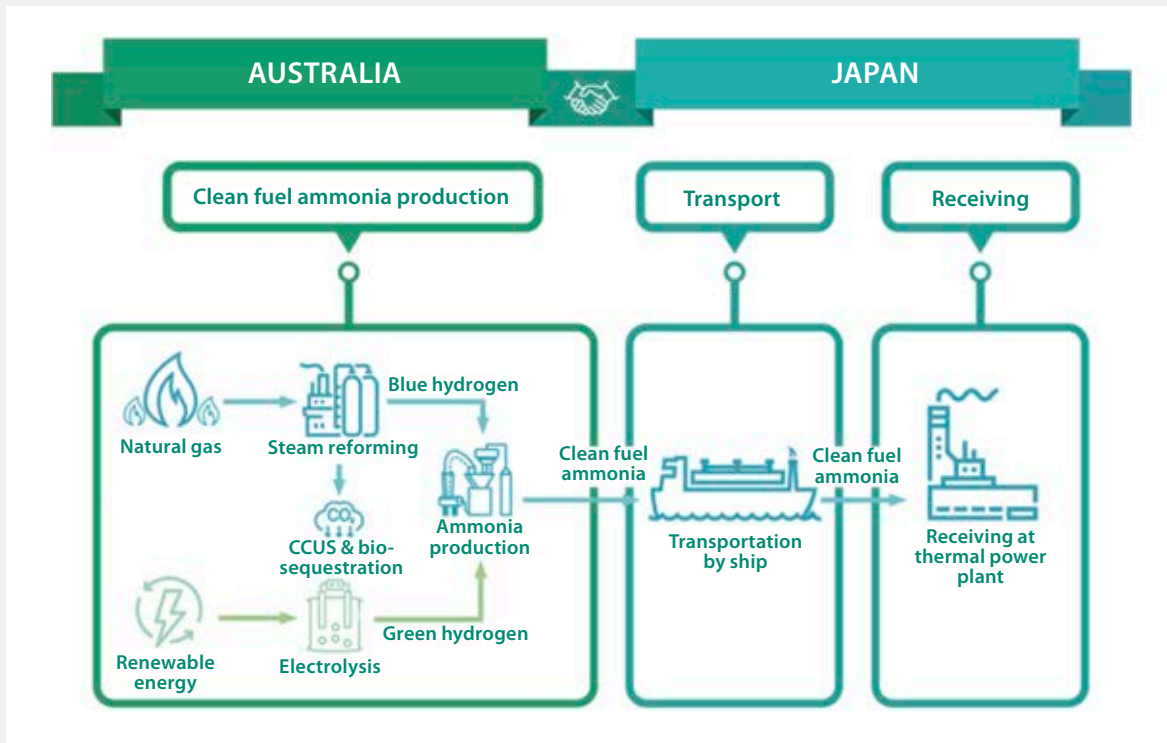 AUSTRALIA
JAPAN
Clean fuel ammonia production
Transport
Receiving
Natural gas
Steam reforming
Blue hydrogen
CO₂
CCUS & bio-
sequestration
Ammonia
production
Renewable
energy
Electrolysis
Green hydrogen
Clean fuel
ammonia
Transportation
by ship
Clean fuel
ammonia
Receiving at
thermal power
plant